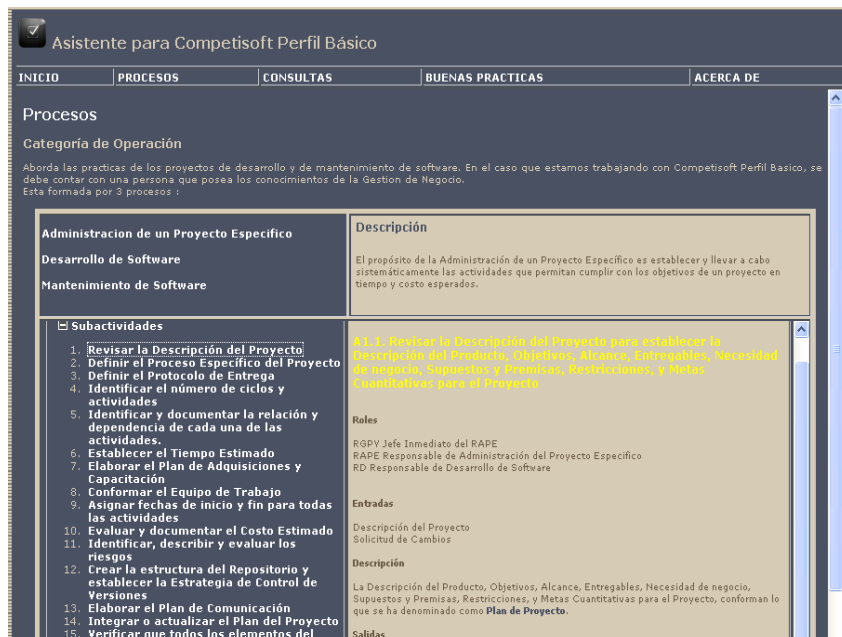 Asistente para Competisoft Perfil Básico
INICIO PROCESOS CONSULTAS BUENAS PRACTICAS ACERCA DE
Procesos
Categoría de Operación
Aborda las practicas de los proyectos de desarrollo y de mantenimiento de software. En el caso que estamos trabajando con Competisoft Perfil Basico, se
debe contar con una persona que posea los conocimientos de la Gestion de Negocio.
Esta formada por 3 procesos :
Administracion de un Proyecto Especifico
Desarrollo de Software
Mantenimiento de Software
Descripción
El propósito de la Administración de un Proyecto Específico es establecer y llevar a cabo
sistemáticamente las actividades que permitan cumplir con los objetivos de un proyecto en
tiempo y costo esperados.
Subactividades
1. Revisar la Descripción del Proyecto
2. Definir el Proceso Específico del Proyecto
3. Definir el Protocolo de Entrega
4. Identificar el número de ciclos y
actividades
5. Identificar y documentar la relación y
dependencia de cada una de las
actividades.
6. Establecer el Tiempo Estimado
7. Elaborar el Plan de Adquisiciones y
Capacitación
8. Conformar el Equipo de Trabajo
9. Asignar fechas de inicio y fin para todas
las actividades
10. Evaluar y documentar el Costo Estimado
11. Identificar, describir y evaluar los
riesgos
12. Crear la estructura del Repositorio y
establecer la Estrategia de Control de
Versiones
13. Elaborar el Plan de Comunicación
14. Integrar o actualizar el Plan del Proyecto
15. Verificar que todos los elementos del
A1.1. Revisar la Descripción del Proyecto para establecer la
Descripción del Producto, Objetivos, Alcance, Entregables, Necesidad
de negocio, Supuestos y Premisas, Restricciones, y Metas
Cuantitativas para el Proyecto
Roles
RGPY Jefe Inmediato del RAPE
RAPE Responsable de Administración del Proyecto Especifico
RD Responsable de Desarrollo de Software
Entradas
Descripción del Proyecto
Solicitud de Cambios
Descripción
La Descripción del Producto, Objetivos, Alcance, Entregables, Necesidad de negocio,
Supuestos y Premisas, Restricciones, y Metas Cuantitativas para el Proyecto, conforman lo
que se ha denominado como Plan de Proyecto.
Salidas